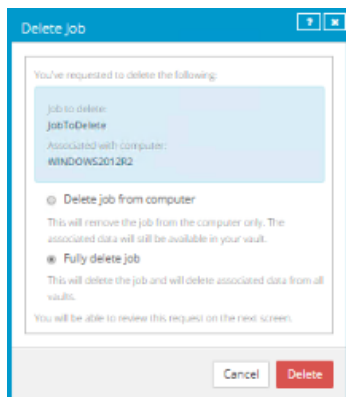 Delete Job
?
You've requested to delete the following:
Job to delete:
JobToDelete
Associated with computer:
WINDOWS2012R2
Delete job from computer
This will remove the job from the computer only. The
associated data will still be available in your vault.
Fully delete job
This will delete the job and will delete associated data from all
vaults.
You will be able to review this request on the next screen.
Cancel
Delete